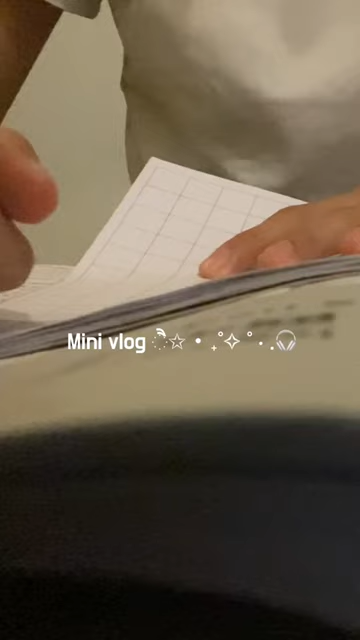 Mini vlog ੈ☆ • ₊˚✧ ˚ . .🎧